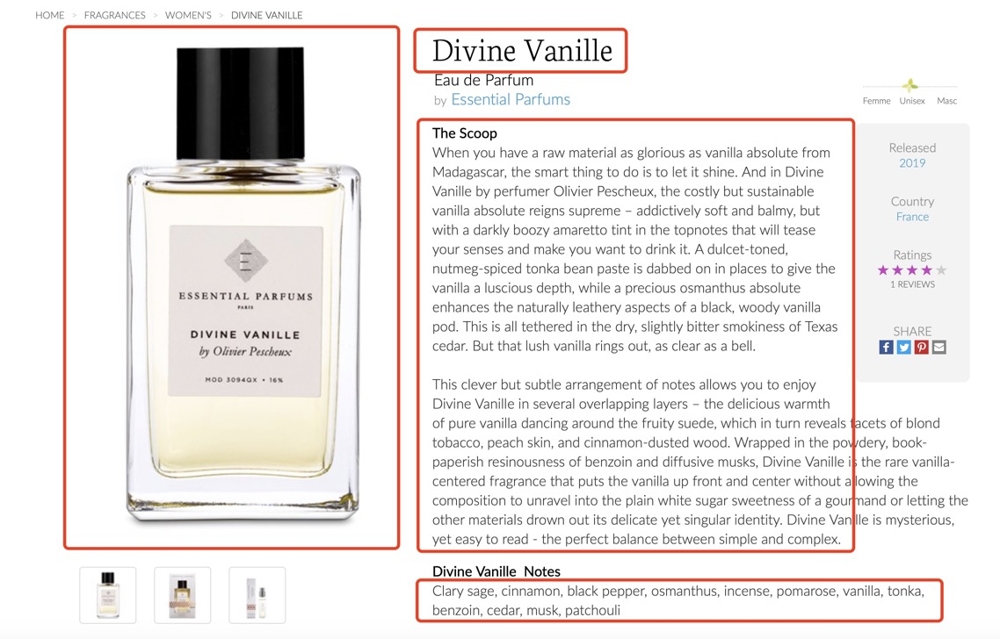 HOME > FRAGRANCES > WOMEN'S > DIVINE VANILLE
E
ESSENTIAL PARFUMS
PARIS
DIVINE VANILLE
by Olivier Pescheux
MOD 3094QX • 16%
Divine Vanille
Eau de Parfum
by Essential Parfums
Femme Unisex Masc
The Scoop
When you have a raw material as glorious as vanilla absolute from
Madagascar, the smart thing to do is to let it shine. And in Divine
Vanille by perfumer Olivier Pescheux, the costly but sustainable
vanilla absolute reigns supreme – addictively soft and balmy, but
with a darkly boozy amaretto tint in the topnotes that will tease
your senses and make you want to drink it. A dulcet-toned,
nutmeg-spiced tonka bean paste is dabbed on in places to give the
vanilla a luscious depth, while a precious osmanthus absolute
enhances the naturally leathery aspects of a black, woody vanilla
pod. This is all tethered in the dry, slightly bitter smokiness of Texas
cedar. But that lush vanilla rings out, as clear as a bell.
This clever but subtle arrangement of notes allows you to enjoy
Divine Vanille in several overlapping layers – the delicious warmth
of pure vanilla dancing around the fruity suede, which in turn reveals facets of blond
tobacco, peach skin, and cinnamon-dusted wood. Wrapped in the powdery, book-
paperish resinousness of benzoin and diffusive musks, Divine Vanille is the rare vanilla-
centered fragrance that puts the vanilla up front and center without allowing the
composition to unravel into the plain white sugar sweetness of a gourmand or letting the
other materials drown out its delicate yet singular identity. Divine Vanille is mysterious,
yet easy to read - the perfect balance between simple and complex.
Divine Vanille Notes
Clary sage, cinnamon, black pepper, osmanthus, incense, pomarose, vanilla, tonka,
benzoin, cedar, musk, patchouli
Released
2019
Country
France
Ratings
1 REVIEWS
SHARE